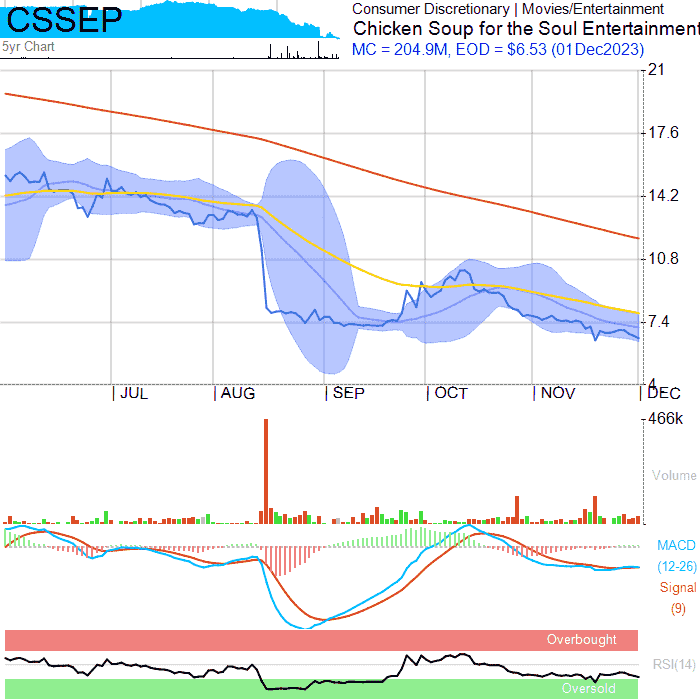 CSSEP
5yr Chart
Consumer Discretionary | Movies/Entertainment
Chicken Soup for the Soul Entertainment
MC = 204.9M, EOD = $6.53 (01Dec2023)
21
17.6
14.2
10.8
7.4
4
JUL
AUG
SEP
OCT
NOV
DEC
466k
Volume
MACD
(12-26)
Signal
(9)
Overbought
RSI(14)
Oversold